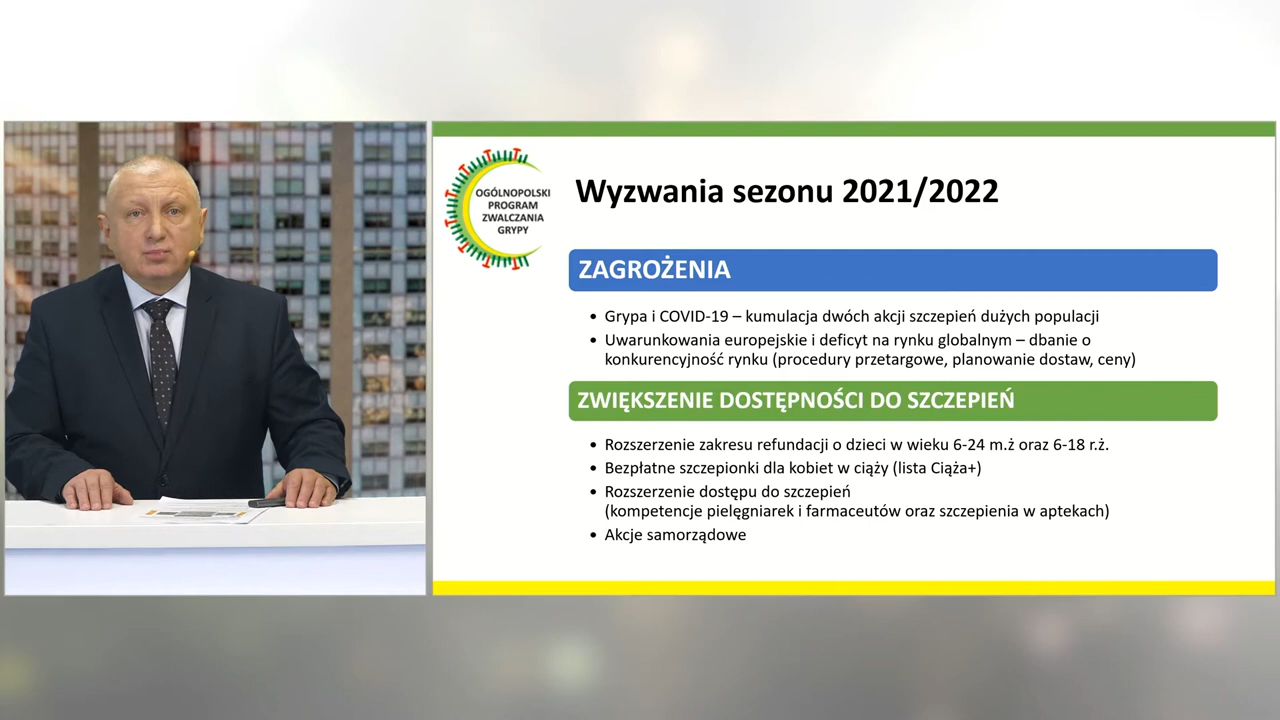 OGÓLNOPOLSKI
PROGRAM
ZWALCZANIA
GRYPY
Wyzwania sezonu 2021/2022
ZAGROŻENIA
• Grypa i COVID-19 – kumulacja dwóch akcji szczepień dużych populacji
• Uwarunkowania europejskie i deficyt na rynku globalnym – dbanie o
konkurencyjność rynku (procedury przetargowe, planowanie dostaw, ceny)
ZWIĘKSZENIE DOSTĘPNOŚCI DO SZCZEPIEŃ
• Rozszerzenie zakresu refundacji o dzieci w wieku 6-24 m.ż oraz 6-18 r.ż.
• Bezpłatne szczepionki dla kobiet w ciąży (lista Ciąża+)
• Rozszerzenie dostępu do szczepień
(kompetencje pielęgniarek i farmaceutów oraz szczepienia w aptekach)
• Akcje samorządowe